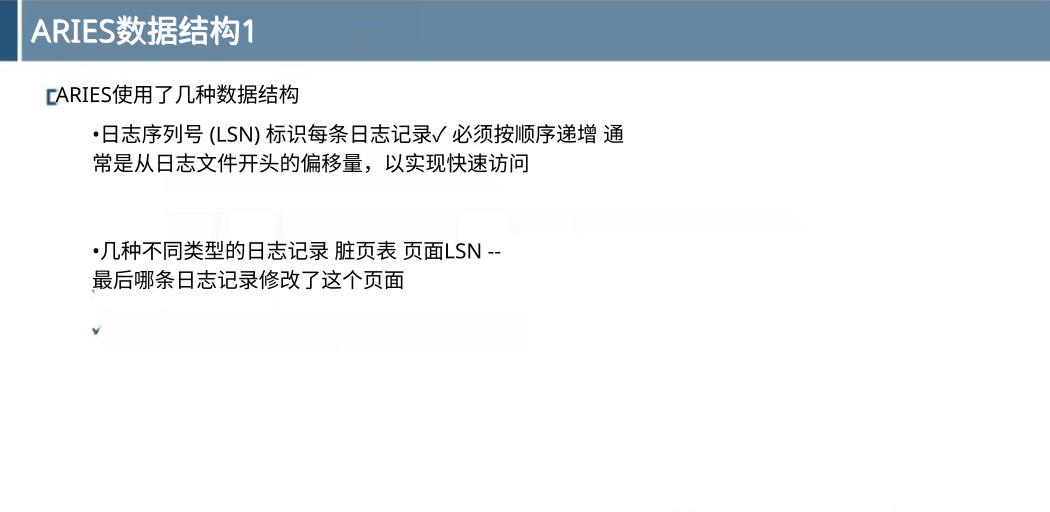 ARIES数据结构1
ARIES使用了几种数据结构
•日志序列号 (LSN) 标识每条日志记录✓ 必须按顺序递增 通
常是从日志文件开头的偏移量，以实现快速访问
•几种不同类型的日志记录 脏页表 页面LSN --
最后哪条日志记录修改了这个页面